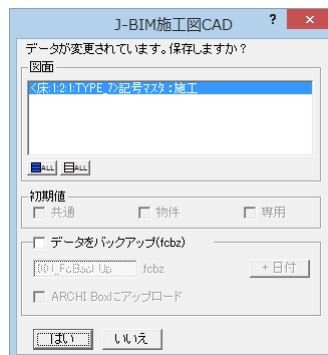 J-BIM施工図CAD
? ×
データが変更されています。保存しますか?
図面
<床:1:2:1:TYPE_7>記号マスタ:施工
ALL ALL
初期値
共通 物件 専用
データをバックアップ(fcbz)
.fcbz +日付
ARCHI Boxにアップロード
はい いいえ